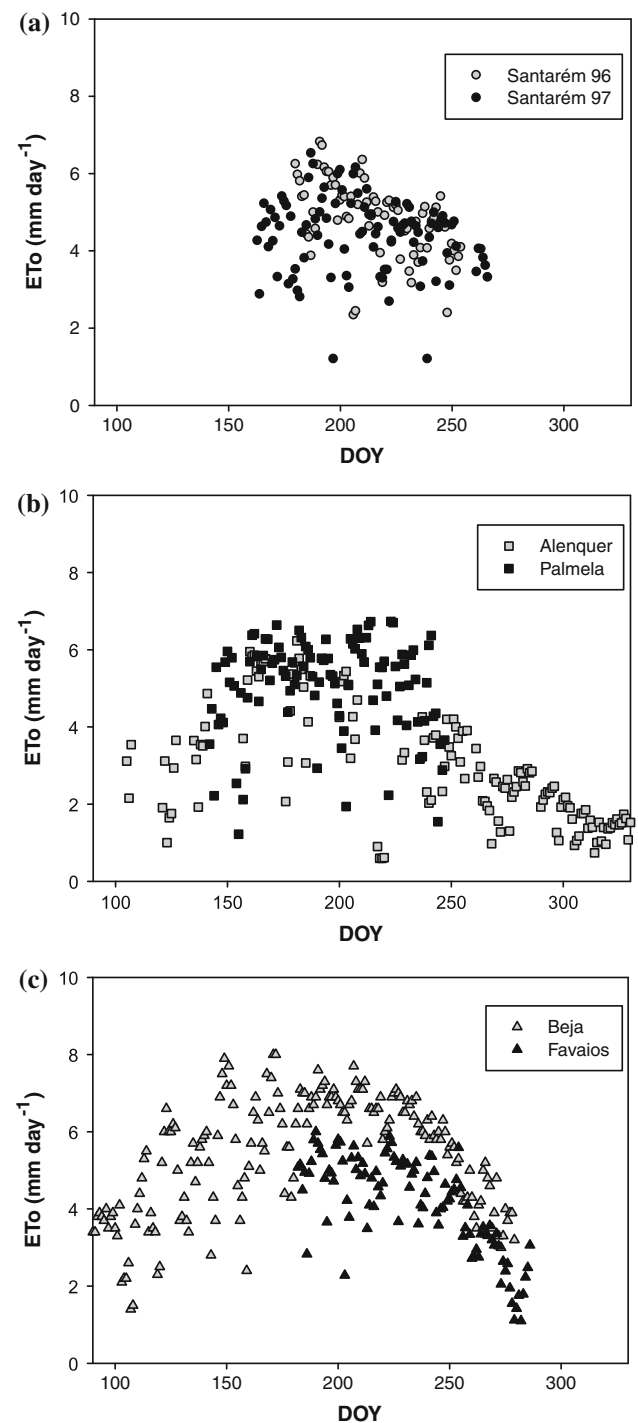 (a)
10
8
6
4
2
0
ETo (mm day⁻¹)
Santarém 96
Santarém 97
100 150 200 250 300
DOY
(b)
10
8
6
4
2
0
ETo (mm day⁻¹)
Alenquer
Palmela
100 150 200 250 300
DOY
(c)
10
8
6
4
2
0
ETo (mm day⁻¹)
Beja
Favaios
100 150 200 250 300
DOY